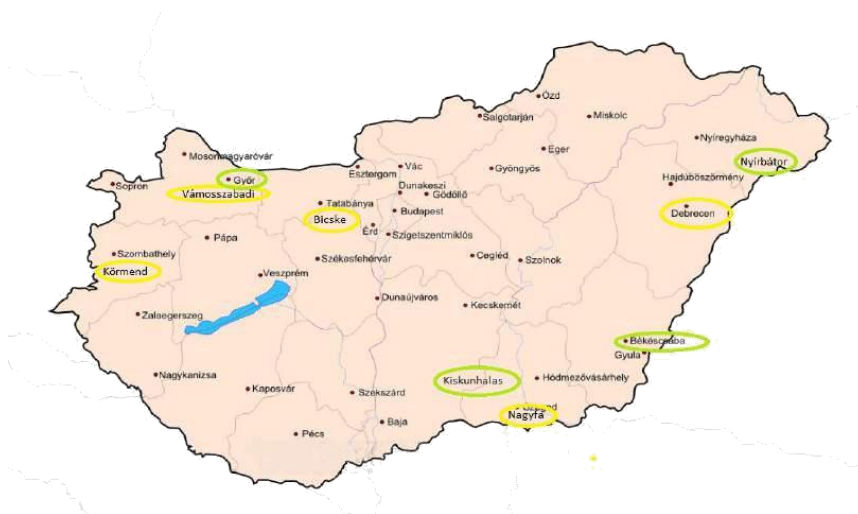 Ózd
Salgotarján
Miskolc
Nyíregyháza
Eger
Mosonmagyaróvár
Vác
Esztergom
Gyöngyös
Nyírbátor
Győr
Sopron
Dunakeszi
Hajdúböszörmény
Vámosszabadi
Gödöllő
Tatabánya
Budapest
Debrecen
Bicske
Érd
Szigetszentmiklós
Pápa
Szombathely
Székesfehérvár
Cegléd
Szolnok
Körmend
Veszprém
Dunaújváros
Kecskemét
Zalaegerszeg
Békéscsaba
Gyula
Nagykanizsa
Kiskunhalas
Hódmezővásárhely
Kaposvár
Szekszárd
Szeged
Nagyfa
Baja
Pécs